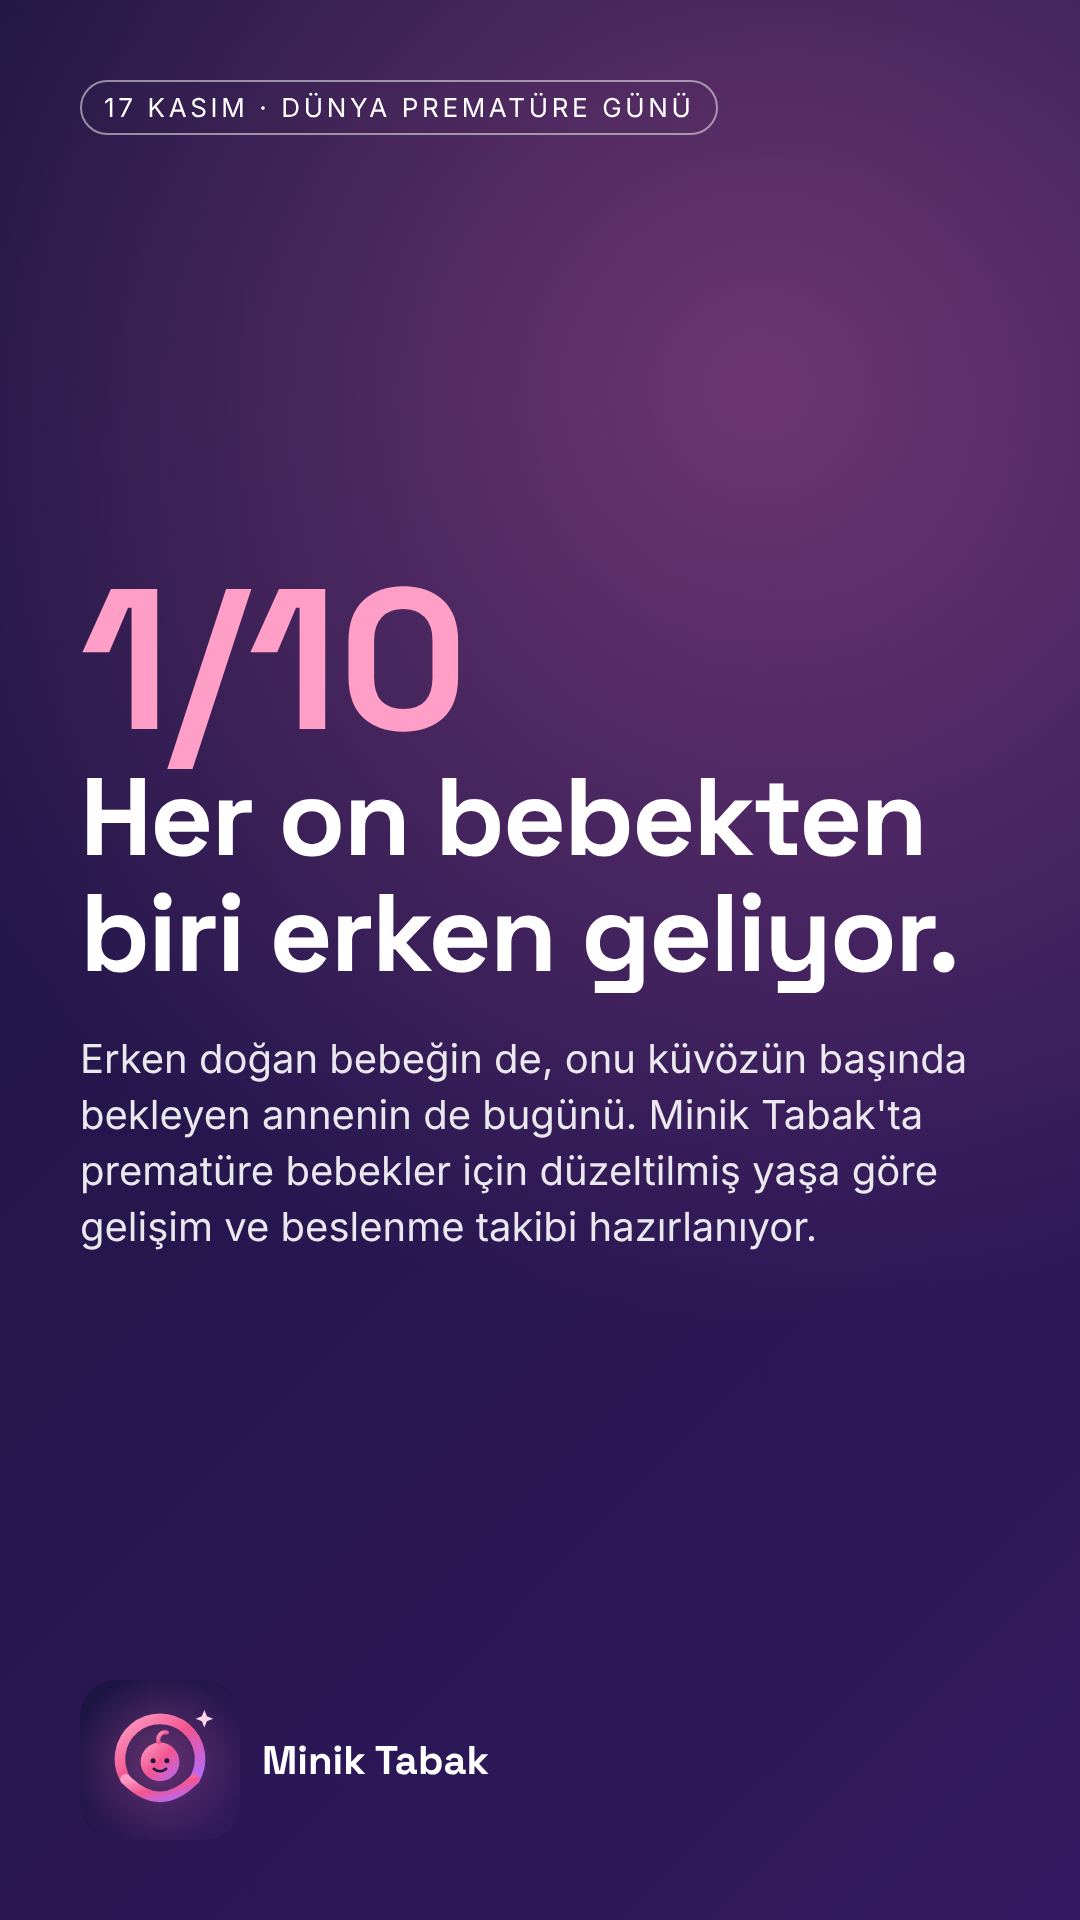 17 KASIM · DÜNYA PREMATÜRE GÜNÜ
1/10
Her on bebekten
biri erken geliyor.
Erken doğan bebeğin de, onu küvözün başında
bekleyen annenin de bugünü. Minik Tabak'ta
prematüre bebekler için düzeltilmiş yaşa göre
gelişim ve beslenme takibi hazırlanıyor.
Minik Tabak